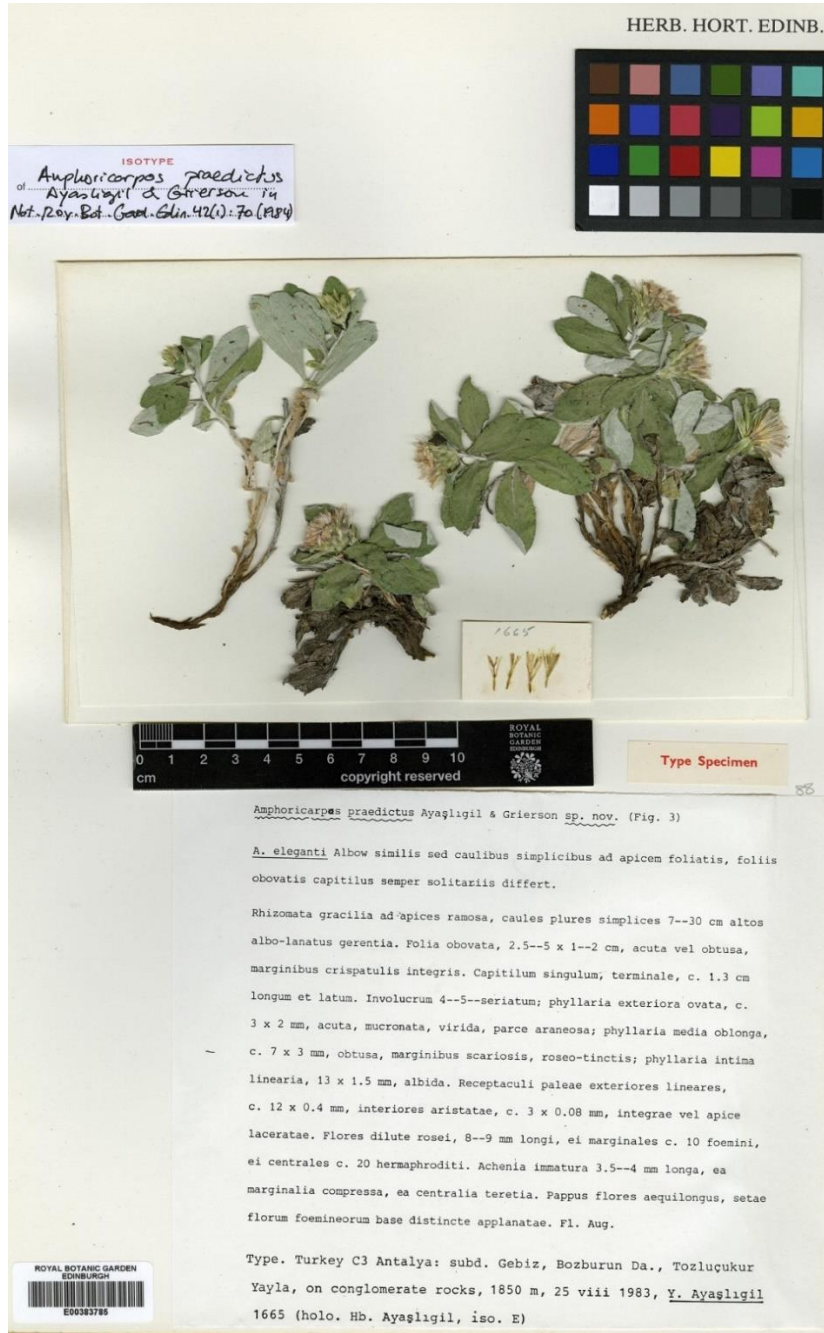 HERB. HORT. EDINB.
ISOTYPE
of Amphoricarpos praedictus
Ayaşlıgil & Grierson in
Not. Roy. Bot. Gard. Edin. 42(1): 70 (1984)
1665
0 1 2 3 4 5 6 7 8 9 10
cm
copyright reserved
ROYAL
BOTANIC
GARDEN
EDINBURGH
Type Specimen
88
Amphoricarpos praedictus Ayaşlıgil & Grierson sp. nov. (Fig. 3)
A. eleganti Albow similis sed caulibus simplicibus ad apicem foliatis, foliis
obovatis capitilus semper solitariis differt.
Rhizomata gracilia ad apices ramosa, caules plures simplices 7--30 cm altos
albo-lanatus gerentia. Folia obovata, 2.5--5 x 1--2 cm, acuta vel obtusa,
marginibus crispatulis integris. Capitilum singulum, terminale, c. 1.3 cm
longum et latum. Involucrum 4--5--seriatum; phyllaria exteriora ovata, c.
3 x 2 mm, acuta, mucronata, virida, parce araneosa; phyllaria media oblonga,
c. 7 x 3 mm, obtusa, marginibus scariosis, roseo-tinctis; phyllaria intima
linearia, 13 x 1.5 mm, albida. Receptaculi paleae exteriores lineares,
c. 12 x 0.4 mm, interiores aristatae, c. 3 x 0.08 mm, integrae vel apice
laceratae. Flores dilute rosei, 8--9 mm longi, ei marginales c. 10 foemini,
ei centrales c. 20 hermaphroditi. Achenia immatura 3.5--4 mm longa, ea
marginalia compressa, ea centralia teretia. Pappus flores aequilongus, setae
florum foemineorum base distincte applanatae. Fl. Aug.
Type. Turkey C3 Antalya: subd. Gebiz, Bozburun Da., Tozluçukur
Yayla, on conglomerate rocks, 1850 m, 25 viii 1983, Y. Ayaşlıgil
1665 (holo. Hb. Ayaşlıgil, iso. E)
ROYAL BOTANIC GARDEN
EDINBURGH
E00383785